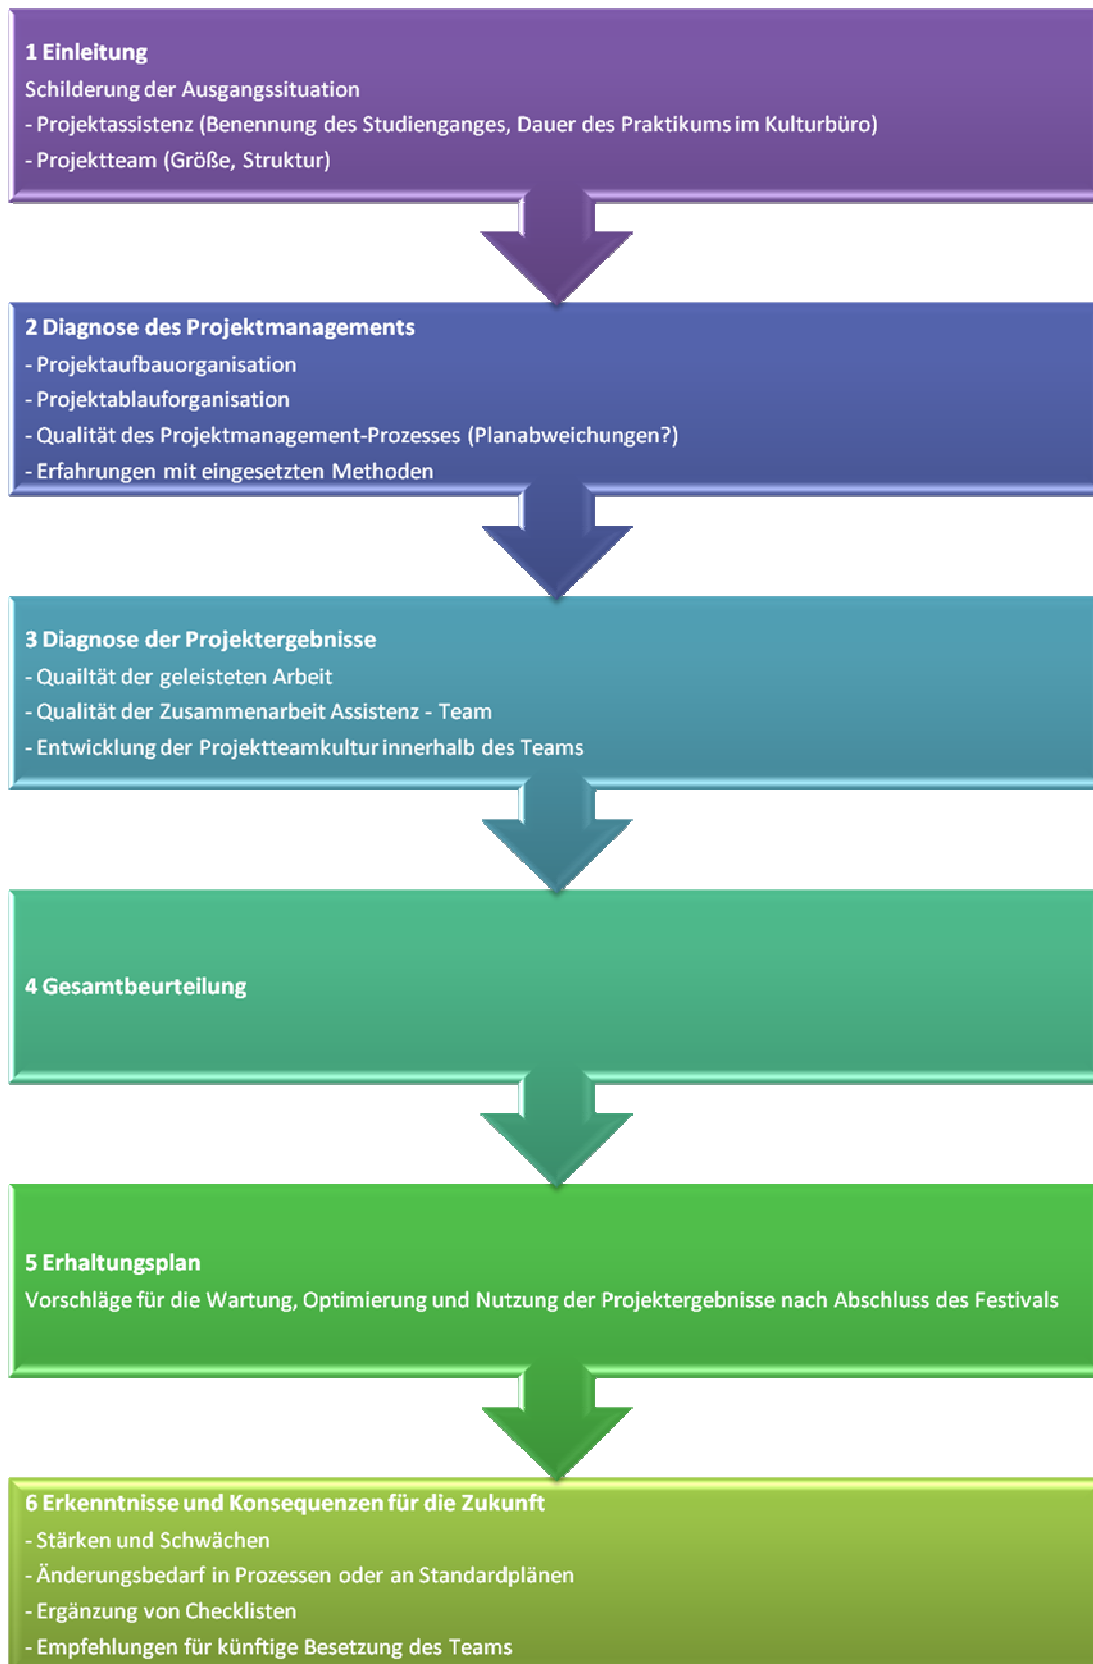 1 Einleitung
Schilderung der Ausgangssituation
- Projektassistenz (Benennung des Studienganges, Dauer des Praktikums im Kulturbüro)
- Projektteam (Größe, Struktur)
2 Diagnose des Projektmanagements
- Projektaufbauorganisation
- Projektablauforganisation
- Qualität des Projektmanagement-Prozesses (Planabweichungen?)
- Erfahrungen mit eingesetzten Methoden
3 Diagnose der Projektergebnisse
- Quailtät der geleisteten Arbeit
- Qualität der Zusammenarbeit Assistenz - Team
- Entwicklung der Projektteamkultur innerhalb des Teams
4 Gesamtbeurteilung
5 Erhaltungsplan
Vorschläge für die Wartung, Optimierung und Nutzung der Projektergebnisse nach Abschluss des Festivals
6 Erkenntnisse und Konsequenzen für die Zukunft
- Stärken und Schwächen
- Änderungsbedarf in Prozessen oder an Standardplänen
- Ergänzung von Checklisten
- Empfehlungen für künftige Besetzung des Teams